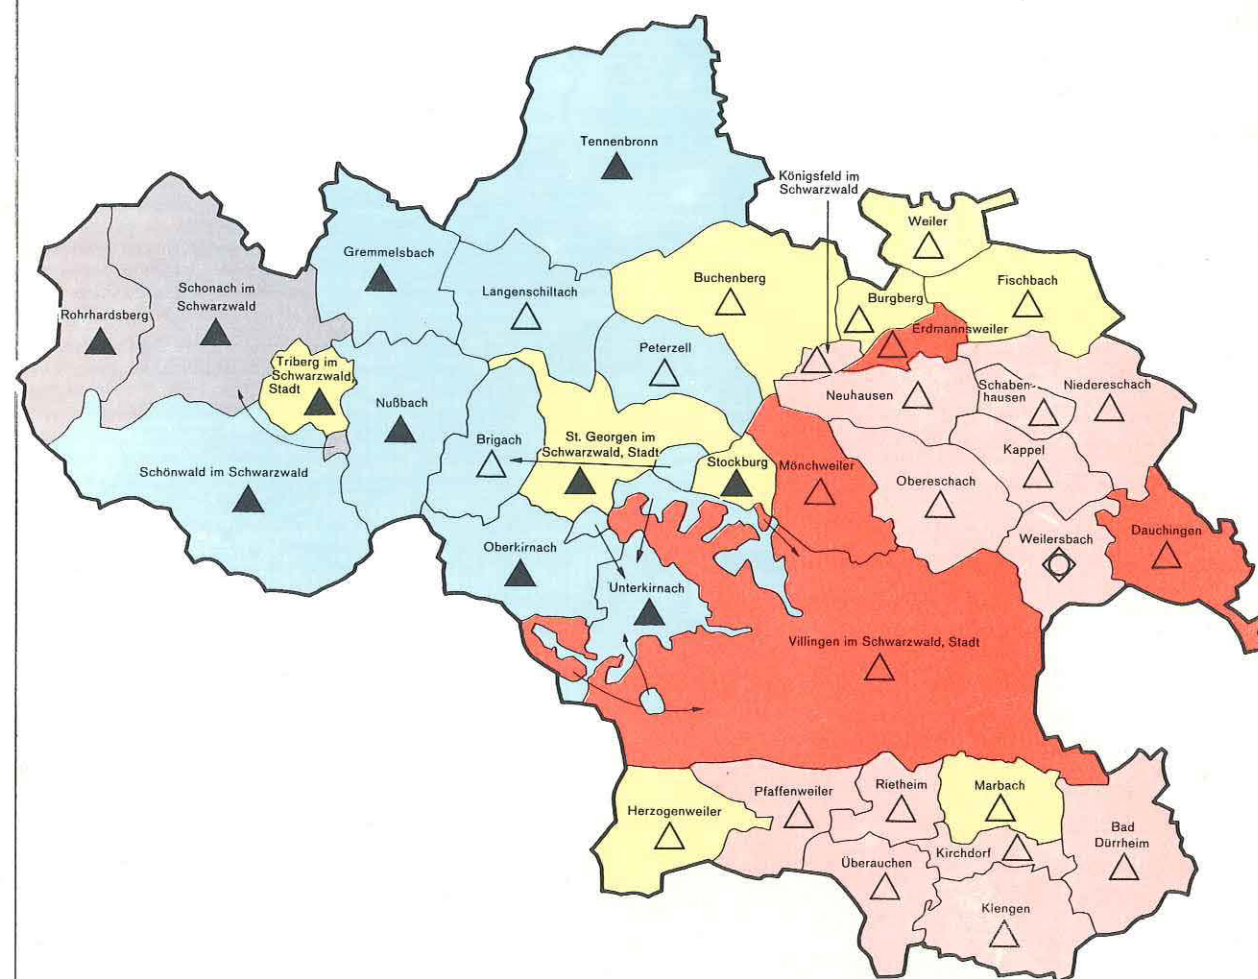 Tennenbronn
Königsfeld im
Schwarzwald
Weiler
Gremmelsbach
Schonach im
Schwarzwald
Rohrhardsberg
Langenschiltach
Buchenberg
Burgberg
Fischbach
Erdmannsweiler
Triberg im
Schwarzwald,
Stadt
Peterzell
Neuhausen
Schaben-
hausen
Niedereschach
Nußbach
Brigach
St. Georgen im
Schwarzwald, Stadt
Stockburg
Mönchweiler
Kappel
Obereschach
Schönwald im Schwarzwald
Oberkirnach
Weilersbach
Dauchingen
Unterkirnach
Villingen im Schwarzwald, Stadt
Herzogenweiler
Pfaffenweiler
Rietheim
Marbach
Bad
Dürrheim
Kirchdorf
Überauchen
Klengen